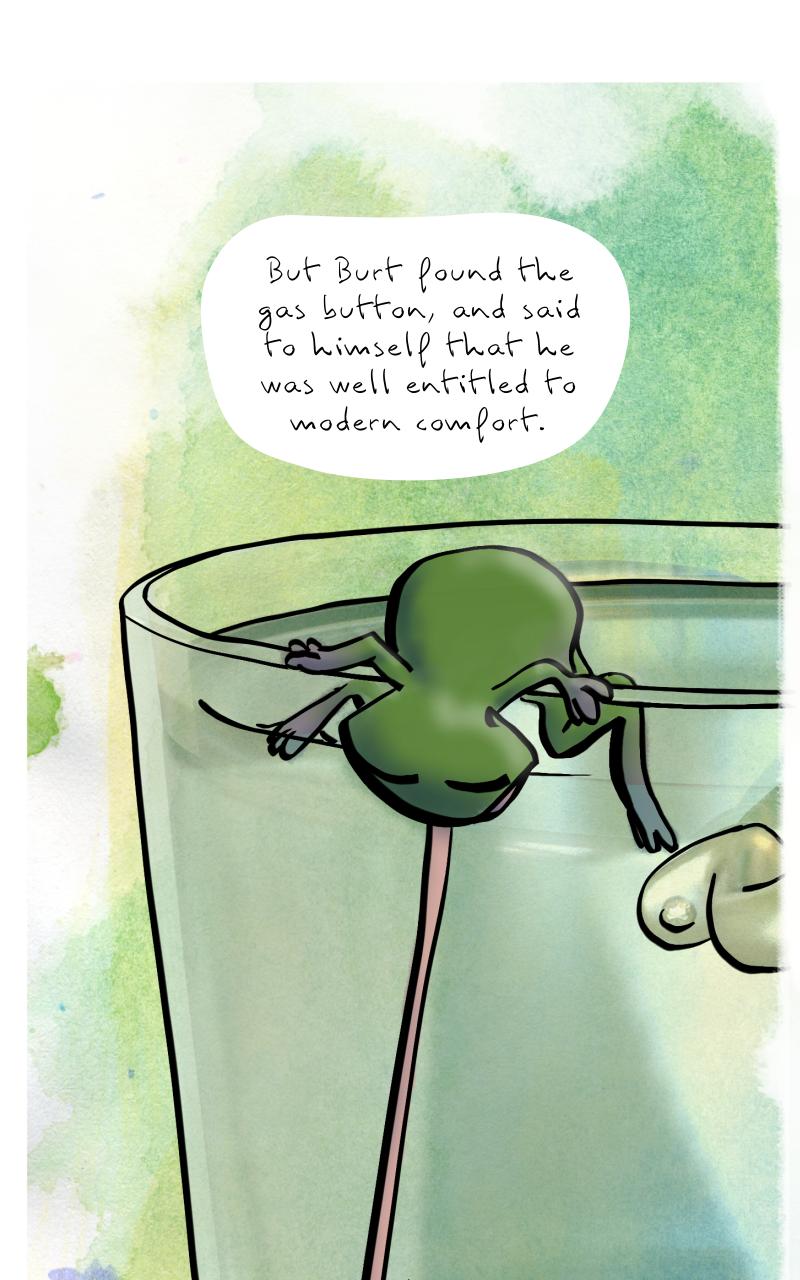 But Burt found the
gas button, and said
to himself that he
was well entitled to
modern comfort.